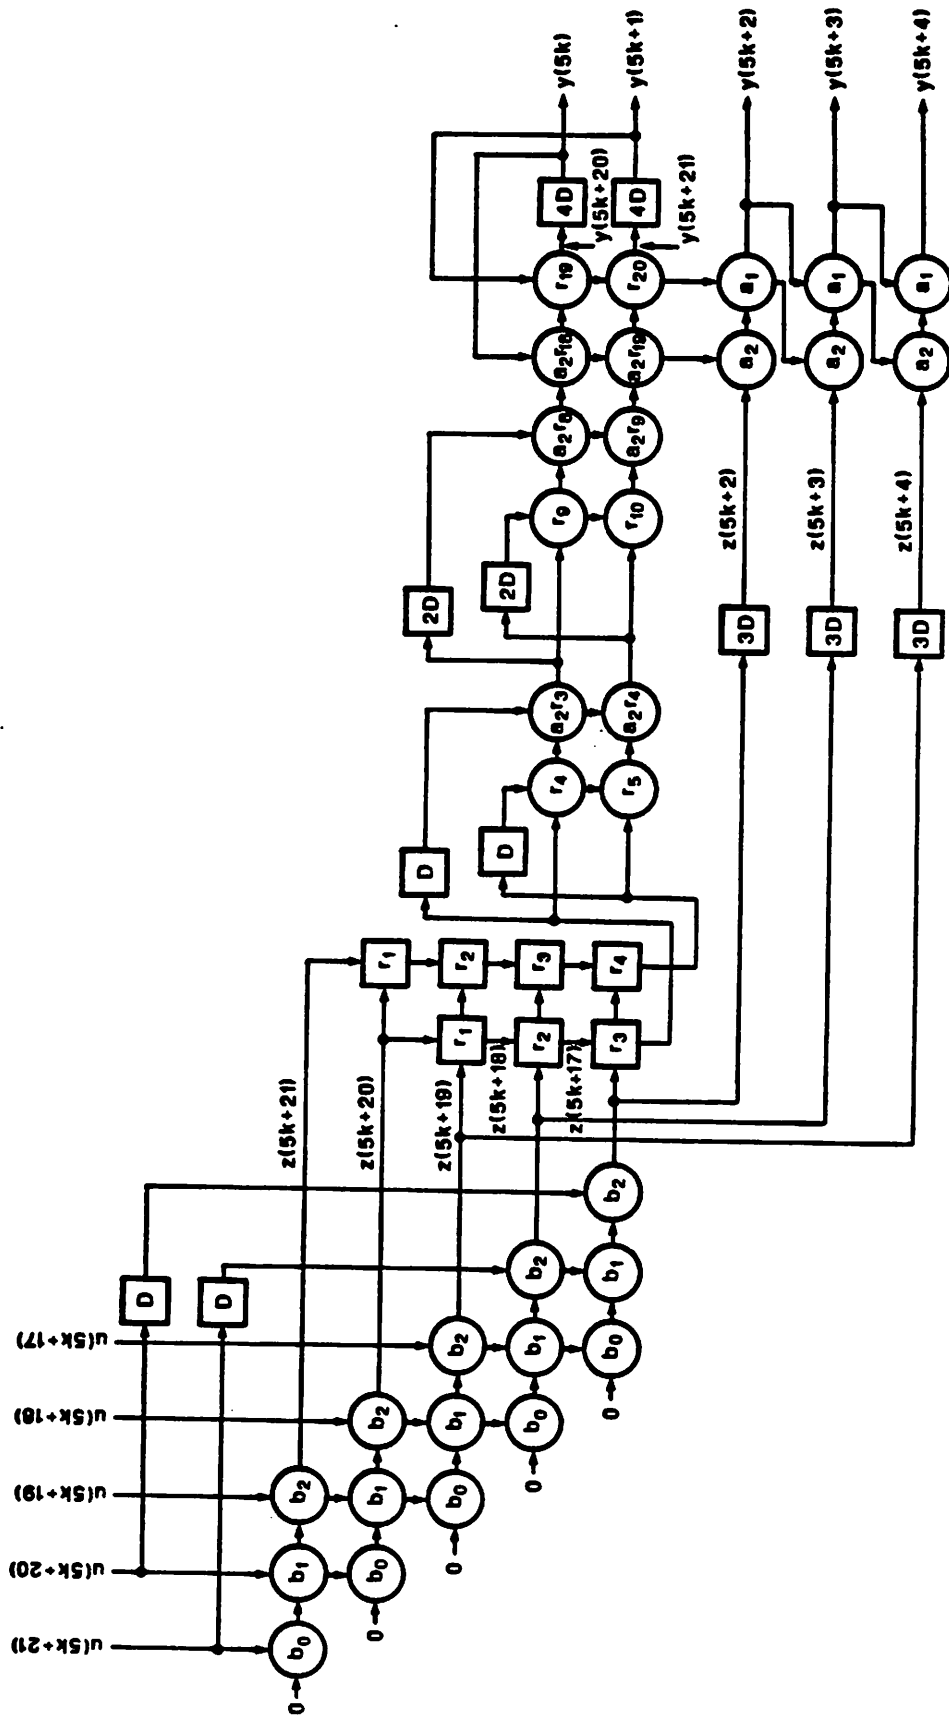 y(5k)
y(5k+1)
y(5k+2)
y(5k+3)
y(5k+4)
4D
4D
y(5k+20)
y(5k+21)
r19
r20
a1
a1
a1
a2r18
a2r19
a2
a2
a2
a2r8
a2r9
r9
r10
z(5k+2)
z(5k+3)
z(5k+4)
2D
2D
3D
3D
3D
a2r3
a2r4
r4
r5
D
D
r1
r2
r3
r4
r1
r2
r3
z(5k+21)
z(5k+20)
z(5k+19)
z(5k+18)
z(5k+17)
D
D
u(5k+17)
u(5k+18)
u(5k+19)
u(5k+20)
u(5k+21)
b2
b2
b1
b2
b1
b0
0
b2
b1
b0
0
b2
b1
b0
0
b1
b0
0
b0
0